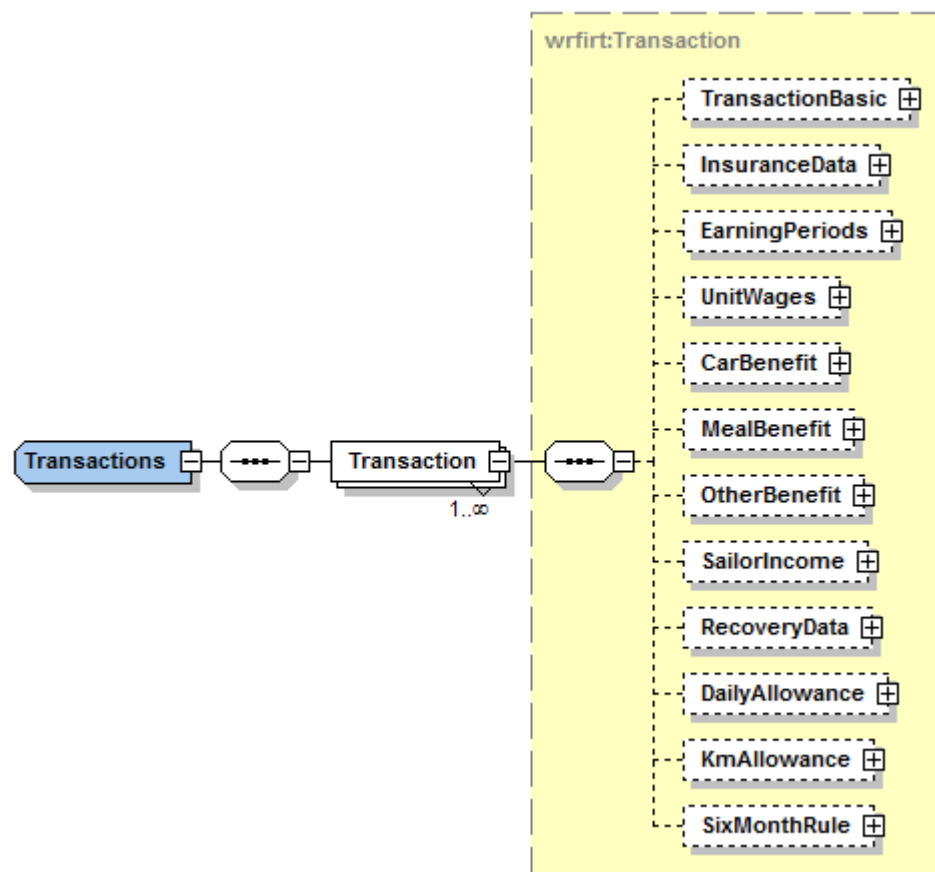 wrfirt:Transaction
TransactionBasic
InsuranceData
EarningPeriods
UnitWages
CarBenefit
MealBenefit
Transactions
Transaction
1..∞
OtherBenefit
SailorIncome
RecoveryData
DailyAllowance
KmAllowance
SixMonthRule